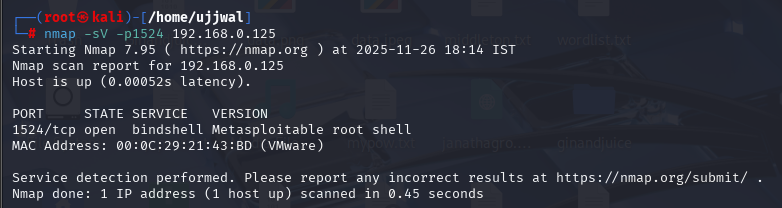 ┌──(root㉿kali)-[/home/ujjwal]
└─# nmap -sV -p1524 192.168.0.125
Starting Nmap 7.95 ( https://nmap.org ) at 2025-11-26 18:14 IST
Nmap scan report for 192.168.0.125
Host is up (0.00052s latency).

PORT     STATE SERVICE   VERSION
1524/tcp open  bindshell Metasploitable root shell
MAC Address: 00:0C:29:21:43:BD (VMware)

Service detection performed. Please report any incorrect results at https://nmap.org/submit/ .
Nmap done: 1 IP address (1 host up) scanned in 0.45 seconds
wordlist.txt
ginandjuice